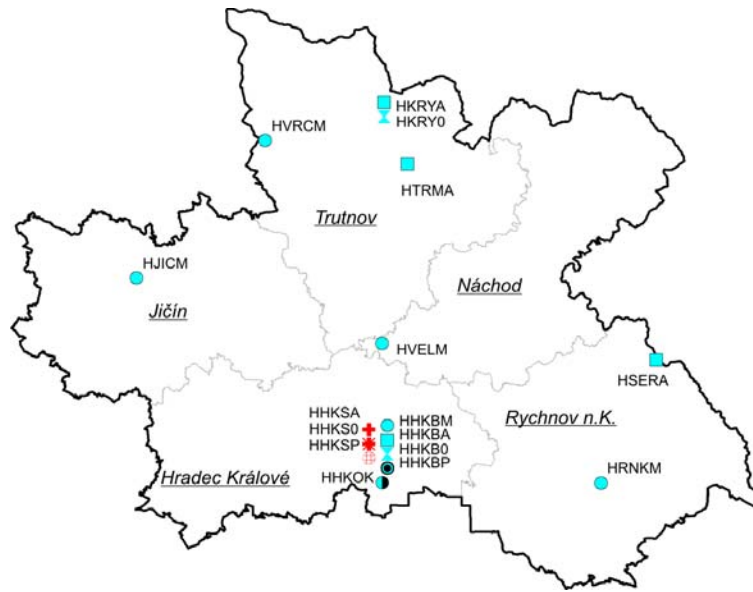 HKRYA
HKRY0
HVRCM
HTRMA
Trutnov
HJICM
Náchod
Jičín
HVELM
HSERA
HHKSA
HHKS0
HHKSP
HHKBM
HHKBA
HHKB0
HHKBP
Rychnov n.K.
Hradec Králové
HHKOK
HRNKM